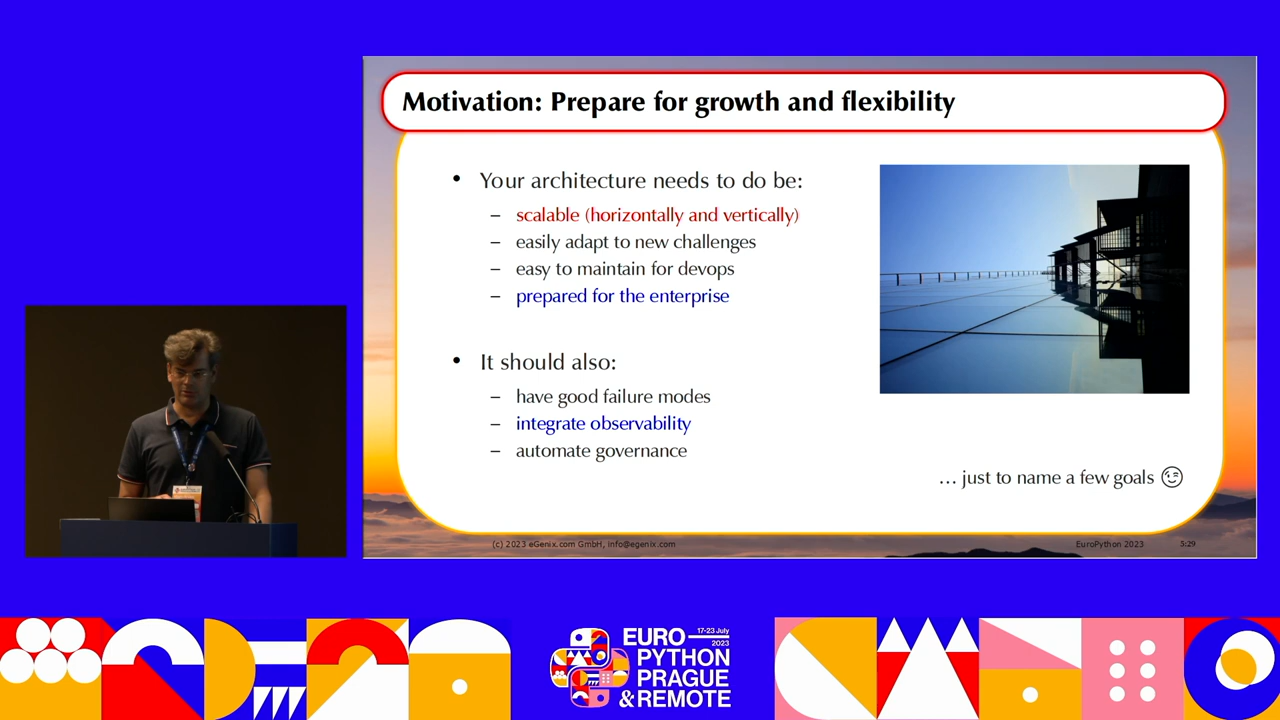 Motivation: Prepare for growth and flexibility
• Your architecture needs to do be:
– scalable (horizontally and vertically)
– easily adapt to new challenges
– easy to maintain for devops
– prepared for the enterprise
• It should also:
– have good failure modes
– integrate observability
– automate governance
… just to name a few goals 😉
(c) 2023 eGenix.com GmbH, info@egenix.com
EuroPython 2023
5:29
EURO 17-23 July 2023
PYTHON
PRAGUE
& REMOTE